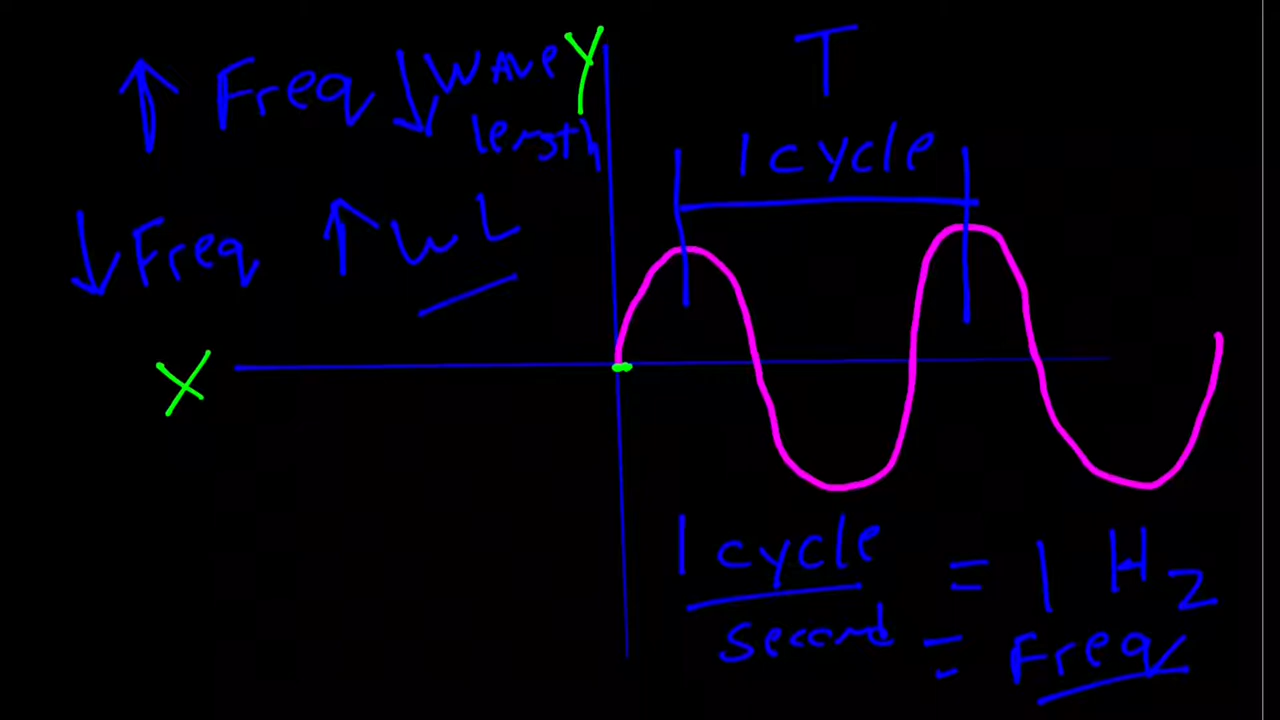 ↑ Freq ↓ Wave
length
↓ Freq ↑ WL
Y
X
T
1 cycle
1 cycle = 1 Hz
second = Freq